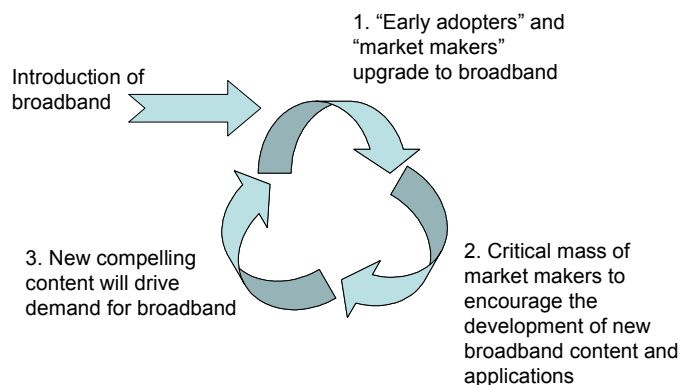 Introduction of
broadband
1. “Early adopters” and
“market makers”
upgrade to broadband
2. Critical mass of
market makers to
encourage the
development of new
broadband content and
applications
3. New compelling
content will drive
demand for broadband